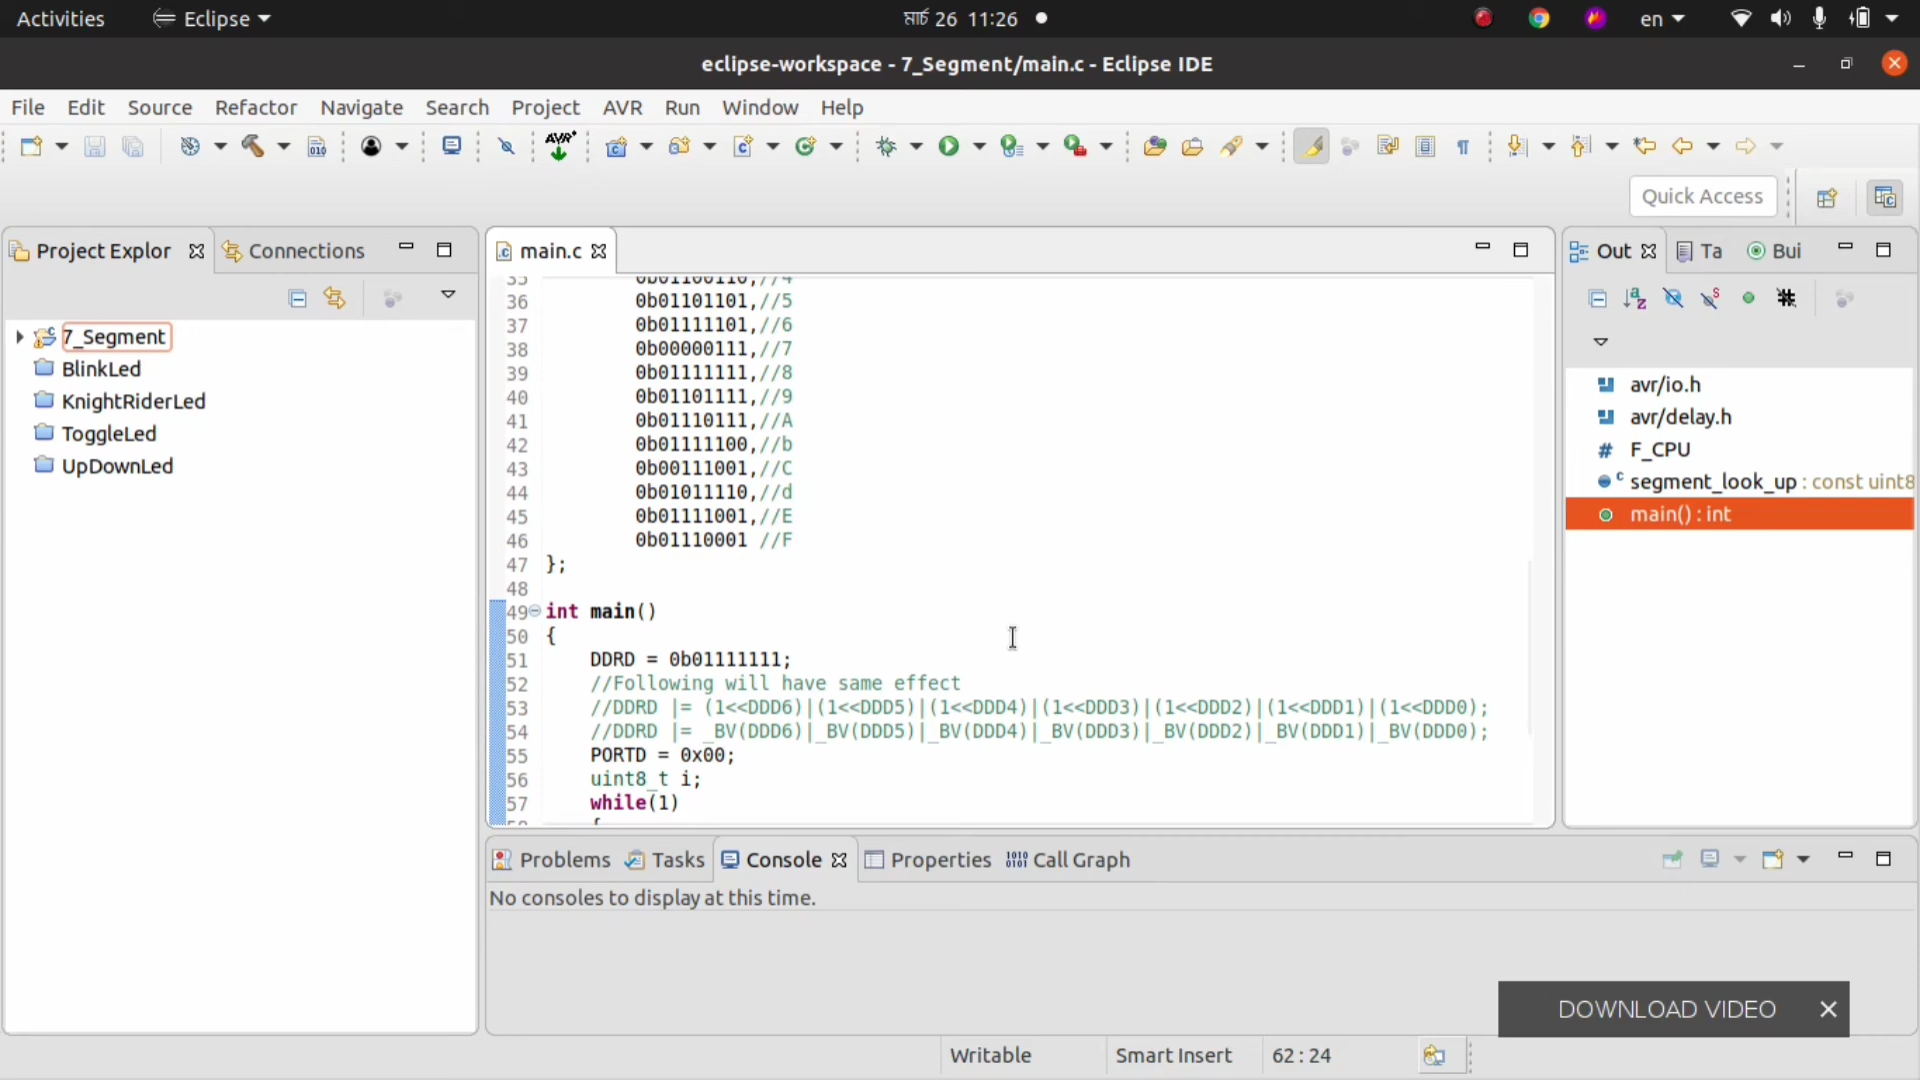 Activities Eclipse মার্চ 26 11:26 en
eclipse-workspace - 7_Segment/main.c - Eclipse IDE
File Edit Source Refactor Navigate Search Project AVR Run Window Help
010 AVR
Quick Access
Project Explor Connections
7_Segment
BlinkLed
KnightRiderLed
ToggleLed
UpDownLed
main.c
35 0b01100110,//4
36 0b01101101,//5
37 0b01111101,//6
38 0b00000111,//7
39 0b01111111,//8
40 0b01101111,//9
41 0b01110111,//A
42 0b01111100,//b
43 0b00111001,//C
44 0b01011110,//d
45 0b01111001,//E
46 0b01110001 //F
47 };
48
49 int main()
50 {
51 DDRD = 0b01111111;
52 //Following will have same effect
53 //DDRD |= (1<<DDD6)|(1<<DDD5)|(1<<DDD4)|(1<<DDD3)|(1<<DDD2)|(1<<DDD1)|(1<<DDD0);
54 //DDRD |= _BV(DDD6)|_BV(DDD5)|_BV(DDD4)|_BV(DDD3)|_BV(DDD2)|_BV(DDD1)|_BV(DDD0);
55 PORTD = 0x00;
56 uint8_t i;
57 while(1)
Out Ta Bui
avr/io.h
avr/delay.h
# F_CPU
segment_look_up : const uint8
main() : int
Problems Tasks Console Properties Call Graph
No consoles to display at this time.
DOWNLOAD VIDEO
Writable Smart Insert 62 : 24